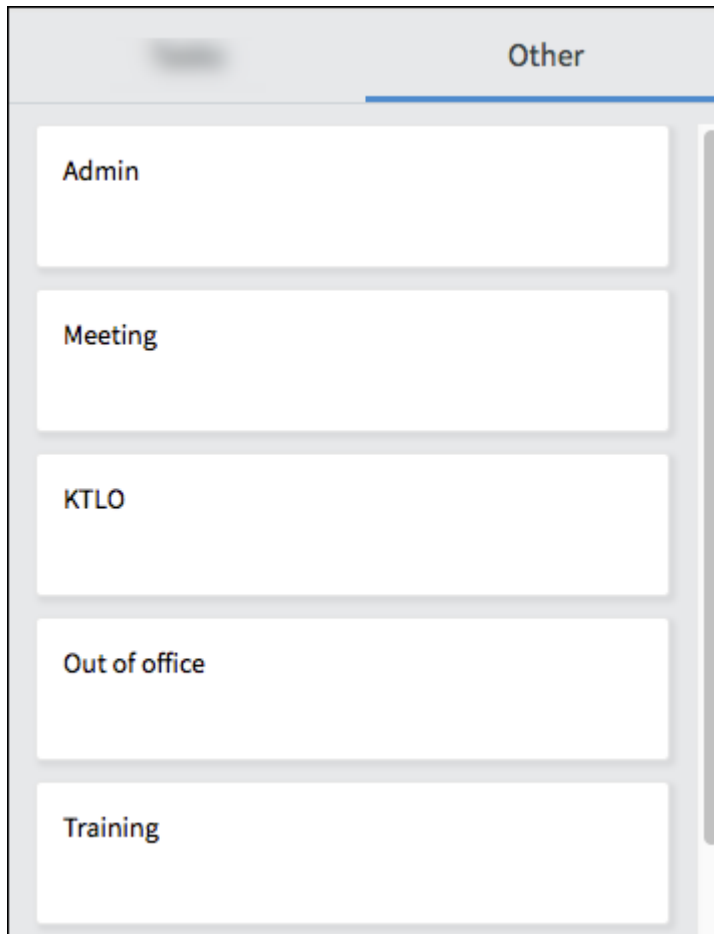 Other
Admin
Meeting
KTLO
Out of office
Training